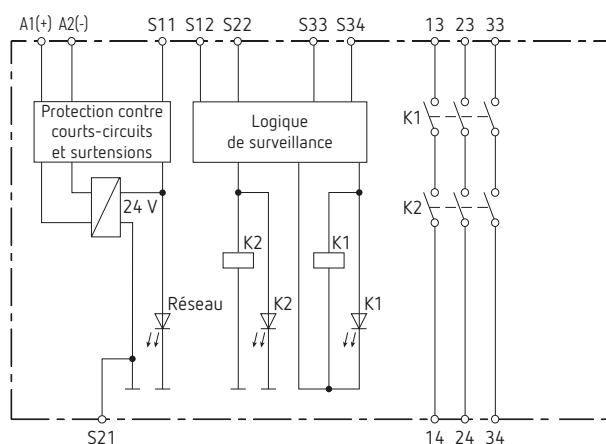 A1(+) A2(-) S11 S12 S22 S33 S34 13 23 33
Protection contre
courts-circuits
et surtensions
Logique
de surveillance
K1
24 V
K2
K2 K1
Réseau K2 K1
S21 14 24 34